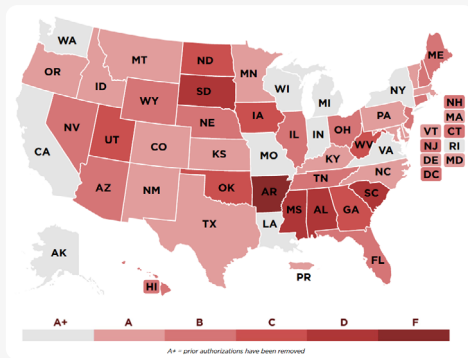 WA
ME
MT
ND
OR
MN
ID
SD
WI
NY
WY
MI
IA
NE
PA
NV
IL
IN
OH
UT
CO
KS
MO
WV
VA
CA
KY
NC
TN
AZ
NM
OK
AR
SC
MS
AL
GA
TX
LA
AK
FL
HI
PR
NH
MA
VT CT
NJ RI
DE MD
DC
A+ A B C D F
A+ = prior authorizations have been removed